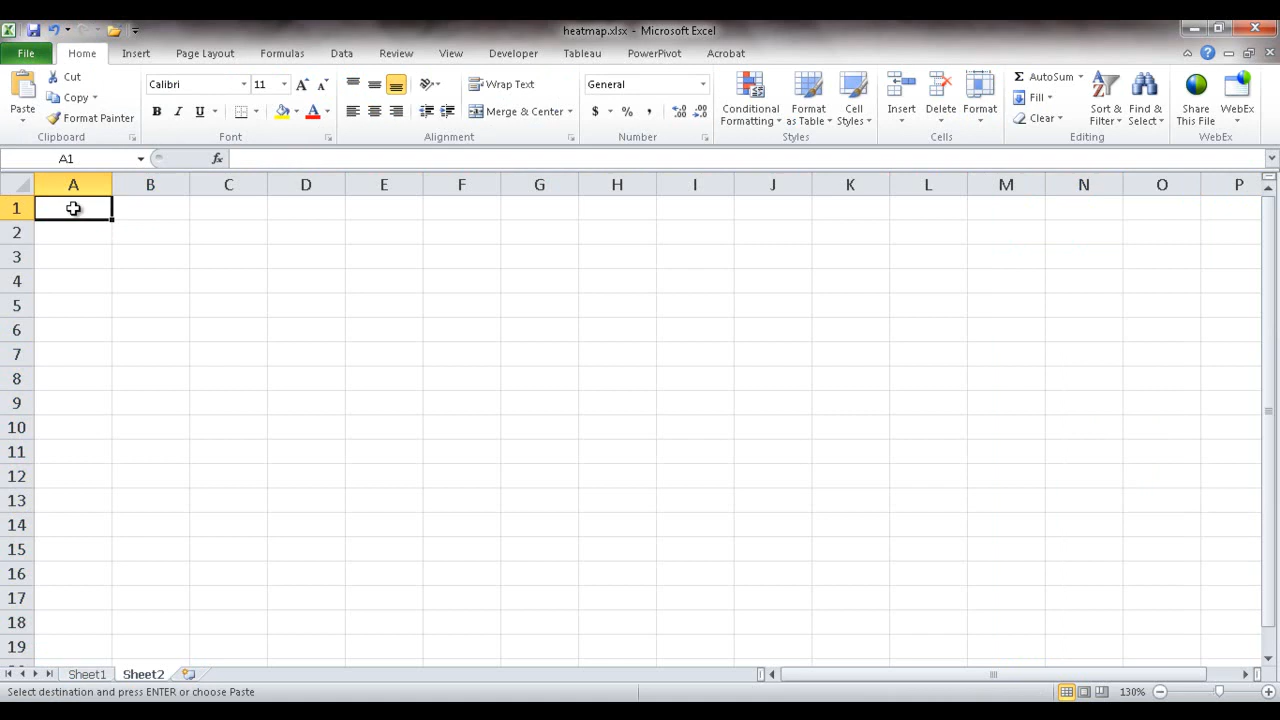 heatmap.xlsx - Microsoft Excel
File Home Insert Page Layout Formulas Data Review View Developer Tableau PowerPivot Acrobat
Paste
Cut
Copy
Format Painter
Clipboard
Calibri 11
B I U
Font
Wrap Text
Merge & Center
Alignment
General
$ % ,
Number
Conditional Formatting
Format as Table
Cell Styles
Styles
Insert
Delete
Format
Cells
AutoSum
Fill
Clear
Sort & Filter
Find & Select
Editing
Share This File
WebEx
WebEx
A1 fx
A B C D E F G H I J K L M N O P
1
2
3
4
5
6
7
8
9
10
11
12
13
14
15
16
17
18
19
Sheet1 Sheet2
Select destination and press ENTER or choose Paste 130%